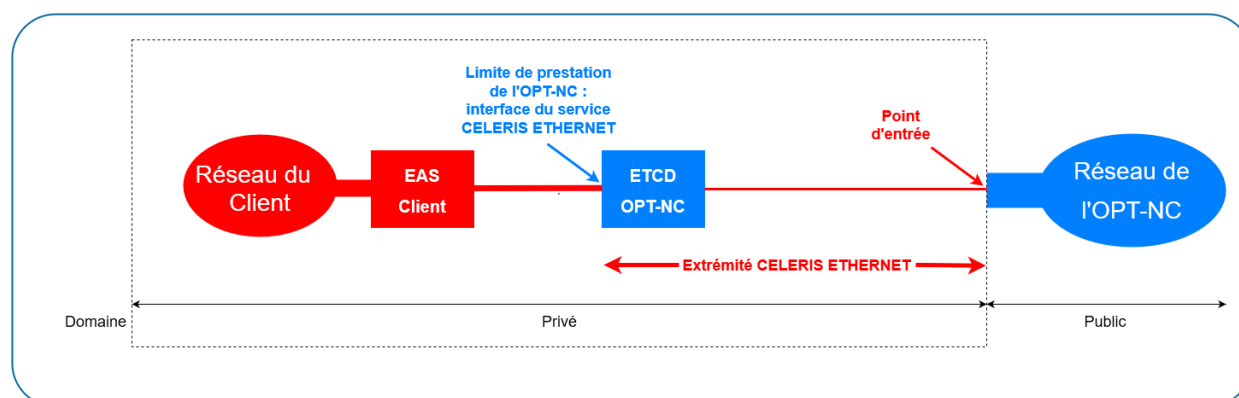 Limite de prestation
de l'OPT-NC :
interface du service
CELERIS ETHERNET
Point
d'entrée
Réseau du
Client
EAS
Client
ETCD
OPT-NC
Réseau de
l'OPT-NC
Extrémité CELERIS ETHERNET
Domaine
Privé
Public